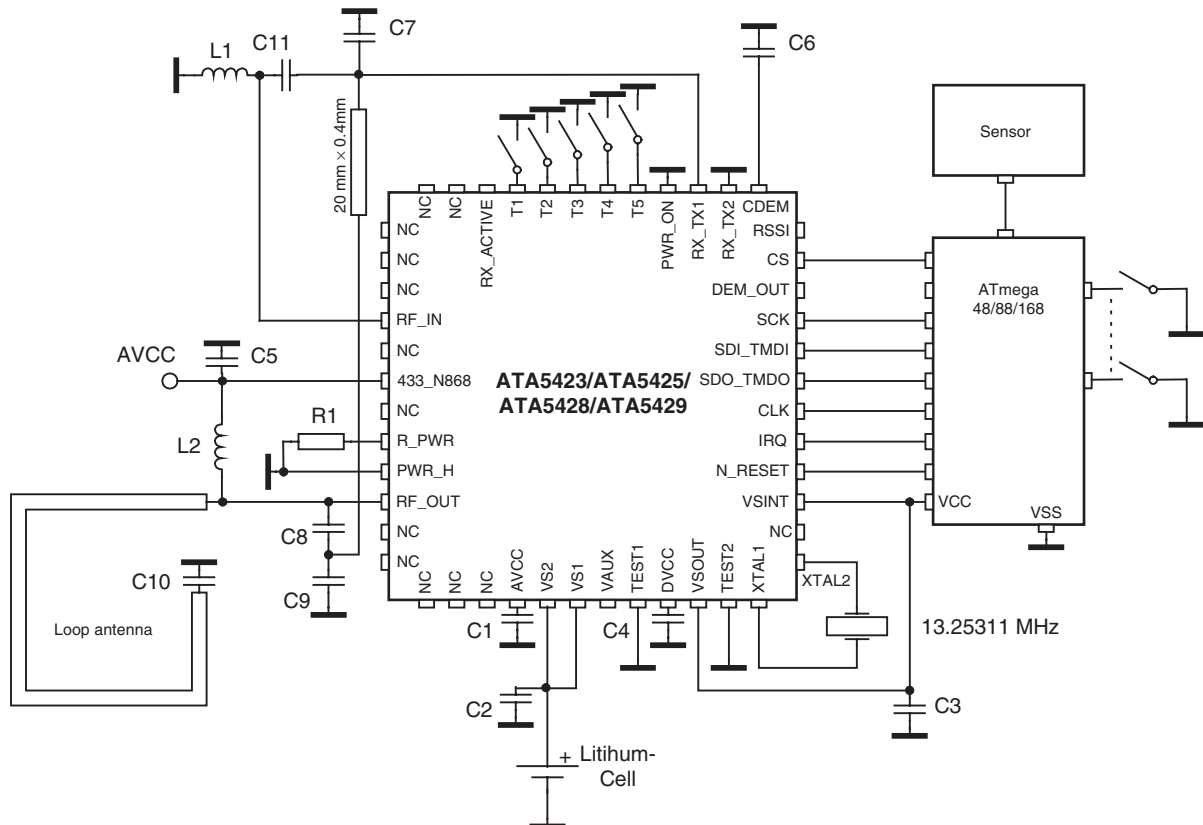 C7
C11
L1
C6
20 mm × 0.4mm
Sensor
NC
NC
RX_ACTIVE
T1
T2
T3
T4
T5
PWR_ON
RX_TX1
RX_TX2
CDEM
NC
NC
NC
RF_IN
NC
433_N868
NC
R_PWR
PWR_H
RF_OUT
NC
NC
RSSI
CS
DEM_OUT
SCK
SDI_TMDI
SDO_TMDO
CLK
IRQ
N_RESET
VSINT
NC
XTAL2
ATA5423/ATA5425/
ATA5428/ATA5429
ATmega
48/88/168
VCC
VSS
AVCC
C5
L2
R1
C8
C9
C10
Loop antenna
NC
NC
NC
AVCC
VS2
VS1
VAUX
TEST1
DVCC
VSOUT
TEST2
XTAL1
C1
C4
C2
13.25311 MHz
C3
+ Litihum-
Cell